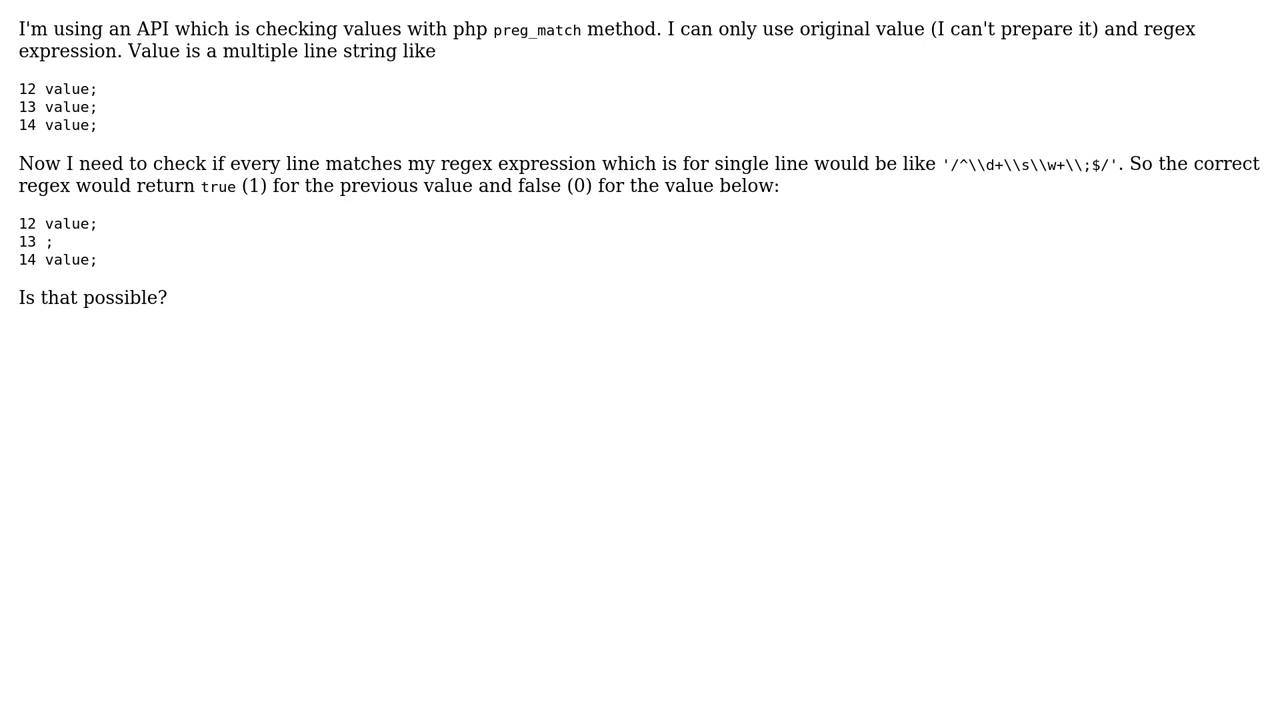 I'm using an API which is checking values with php preg_match method. I can only use original value (I can't prepare it) and regex
expression. Value is a multiple line string like
12 value;
13 value;
14 value;
Now I need to check if every line matches my regex expression which is for single line would be like '/^\\d+\\s\\w+\\;$/'. So the correct
regex would return true (1) for the previous value and false (0) for the value below:
12 value;
13 ;
14 value;
Is that possible?